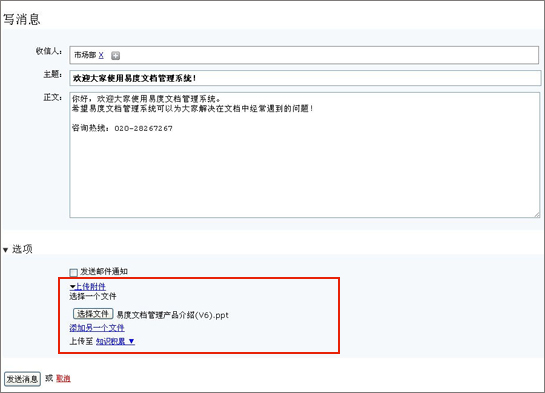 写消息
收信人： 市场部 X
主题： 欢迎大家使用易度文档管理系统！
正文： 你好，欢迎大家使用易度文档管理系统。
希望易度文档管理系统可以为大家解决在文档中经常遇到的问题！
咨询热线：020-28267267
▼ 选项
发送邮件通知
▼上传附件
选择一个文件
选择文件 易度文档管理产品介绍(V6).ppt
添加另一个文件
上传至 知识积累 ▼
发送消息 或 取消